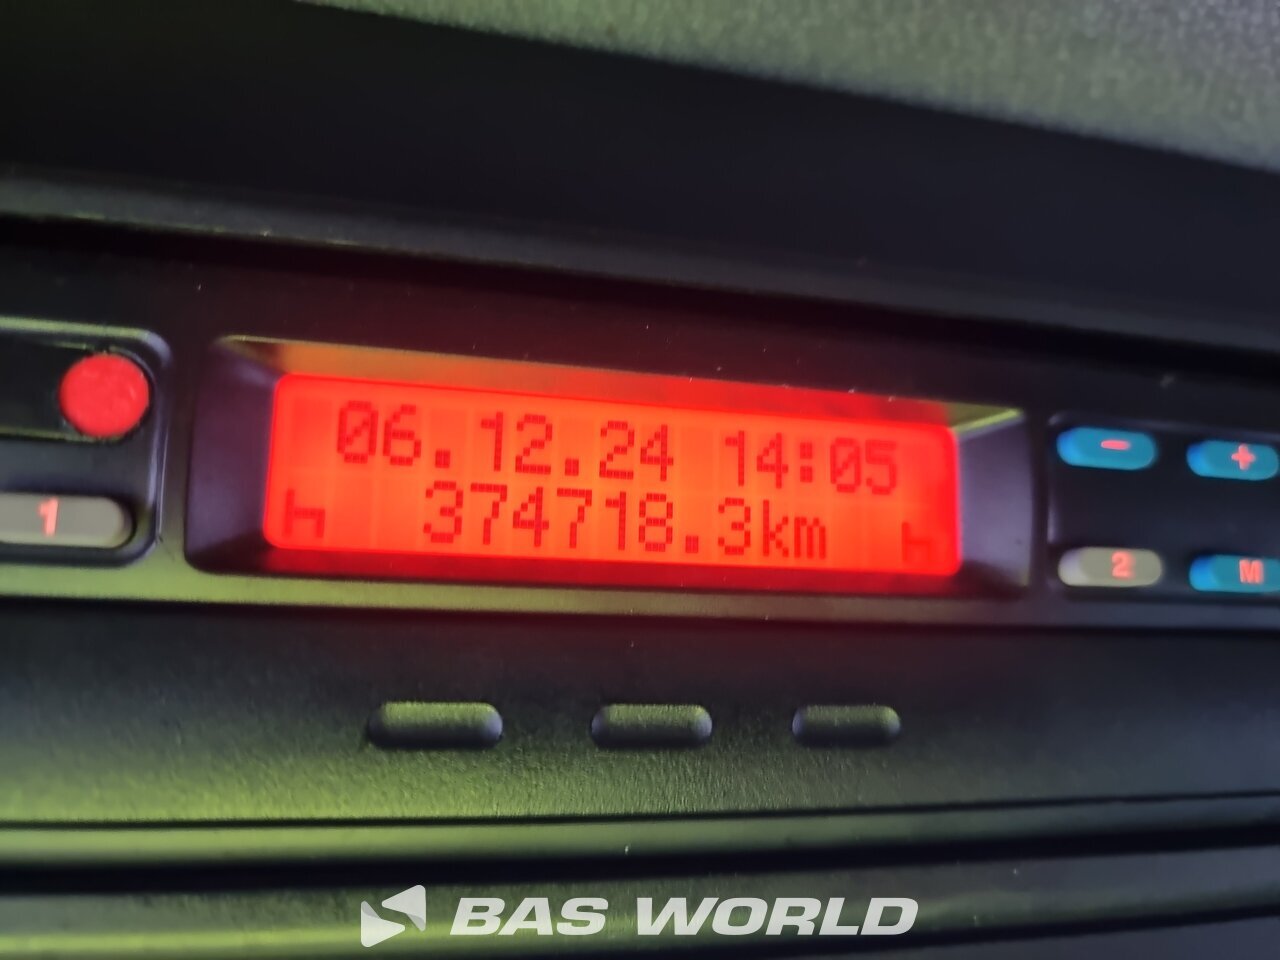 06.12.24 14:05
374718.3km
1
- +
2 M
BAS WORLD